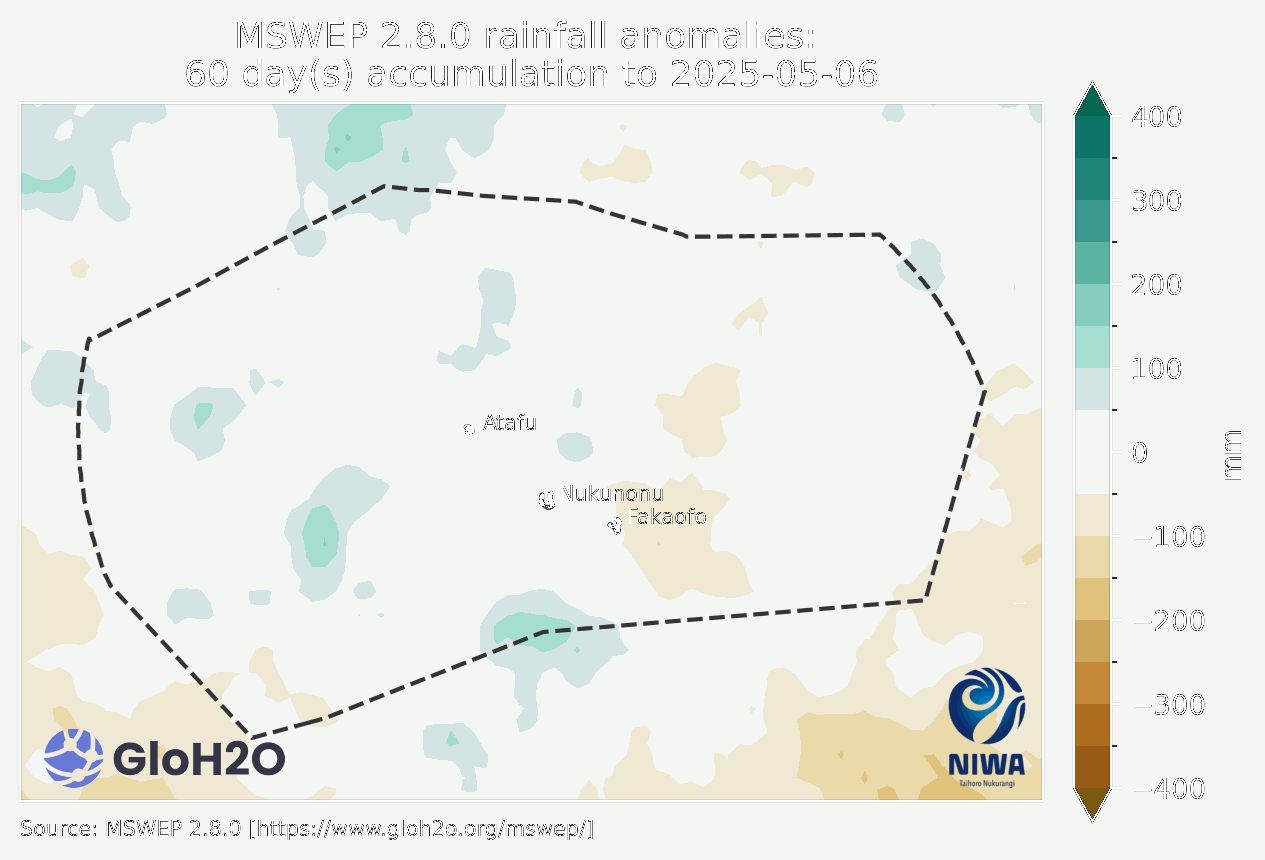 MSWEP 2.8.0 rainfall anomalies:
60 day(s) accumulation to 2025-05-06
400
300
200
100
0
−100
−200
−300
−400
mm
Atafu
Nukunonu
Fakaofo
GloH2O
NIWA
Taihoro Nukurangi
Source: MSWEP 2.8.0 [https://www.gloh2o.org/mswep/]